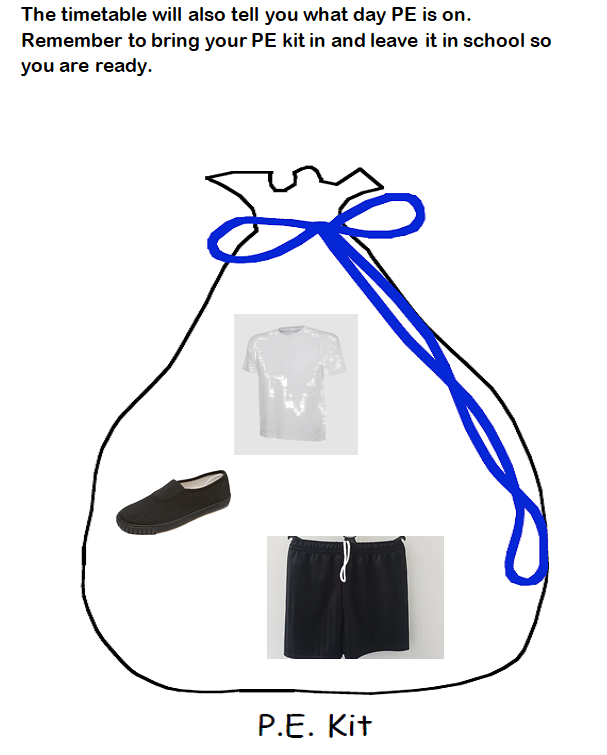 The timetable will also tell you what day PE is on.
Remember to bring your PE kit in and leave it in school so
you are ready.
P.E. Kit